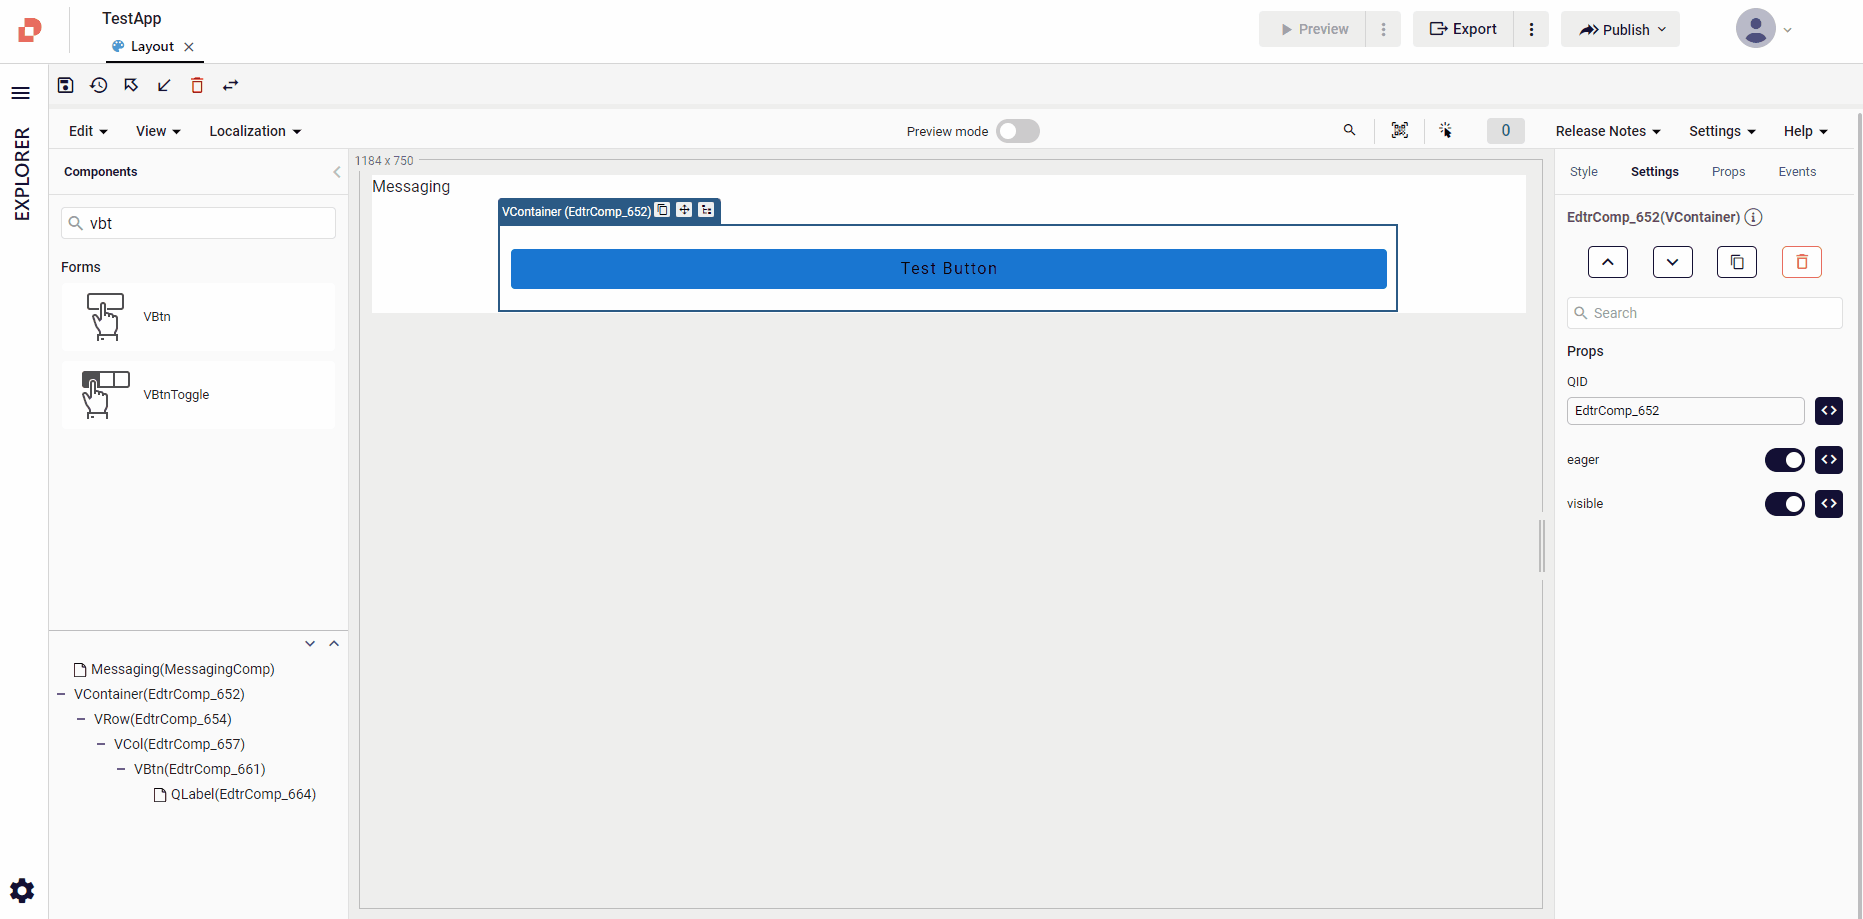 TestApp
Layout
Preview
Export
Publish
EXPLORER
Edit
View
Localization
Preview mode
0
Release Notes
Settings
Help
Components
vbt
Forms
VBtn
VBtnToggle
Messaging(MessagingComp)
VContainer(EdtrComp_652)
VRow(EdtrComp_654)
VCol(EdtrComp_657)
VBtn(EdtrComp_661)
QLabel(EdtrComp_664)
1184 x 750
Messaging
VContainer (EdtrComp_652)
Test Button
Style
Settings
Props
Events
EdtrComp_652(VContainer)
Search
Props
QID
EdtrComp_652
eager
visible